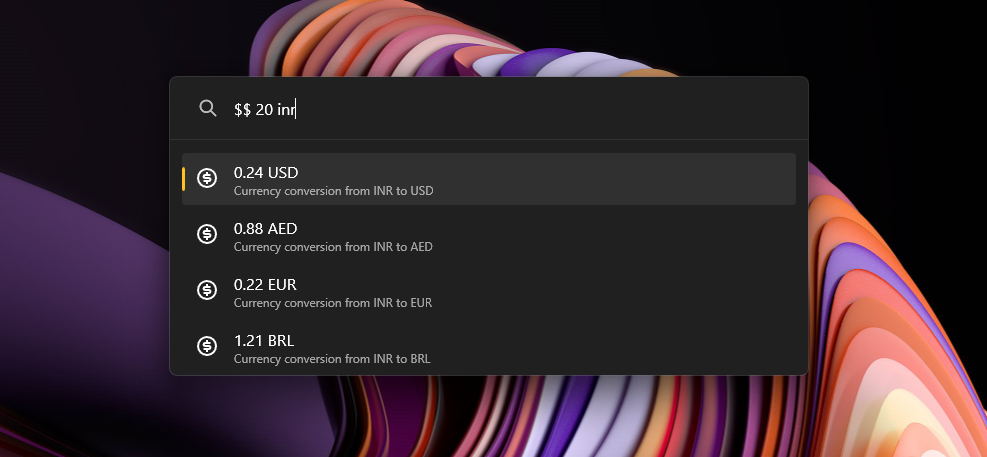 $$ 20 inr
0.24 USD
Currency conversion from INR to USD
0.88 AED
Currency conversion from INR to AED
0.22 EUR
Currency conversion from INR to EUR
1.21 BRL
Currency conversion from INR to BRL